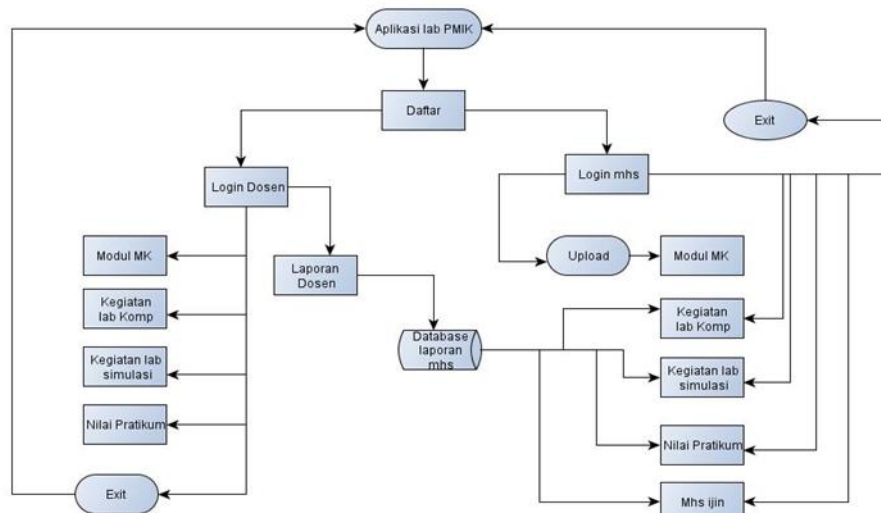 Aplikasi lab PMIK
Daftar
Exit
Login Dosen
Login mhs
Modul MK
Laporan
Dosen
Upload
Modul MK
Kegiatan
lab Komp
Kegiatan
lab Komp
Database
laporan
mhs
Kegiatan lab
simulasi
Kegiatan lab
simulasi
Nilai Pratikum
Nilai Pratikum
Exit
Mhs ijin